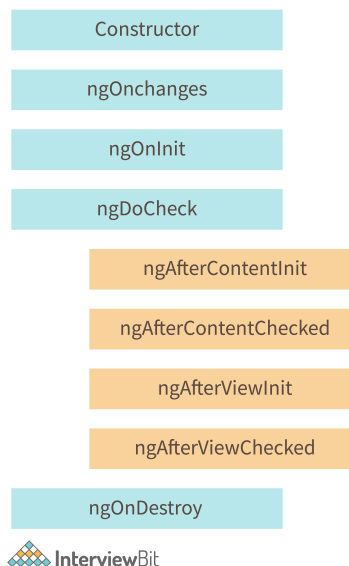 Constructor
ngOnchanges
ngOnInit
ngDoCheck
ngAfterContentInit
ngAfterContentChecked
ngAfterViewInit
ngAfterViewChecked
ngOnDestroy
InterviewBit